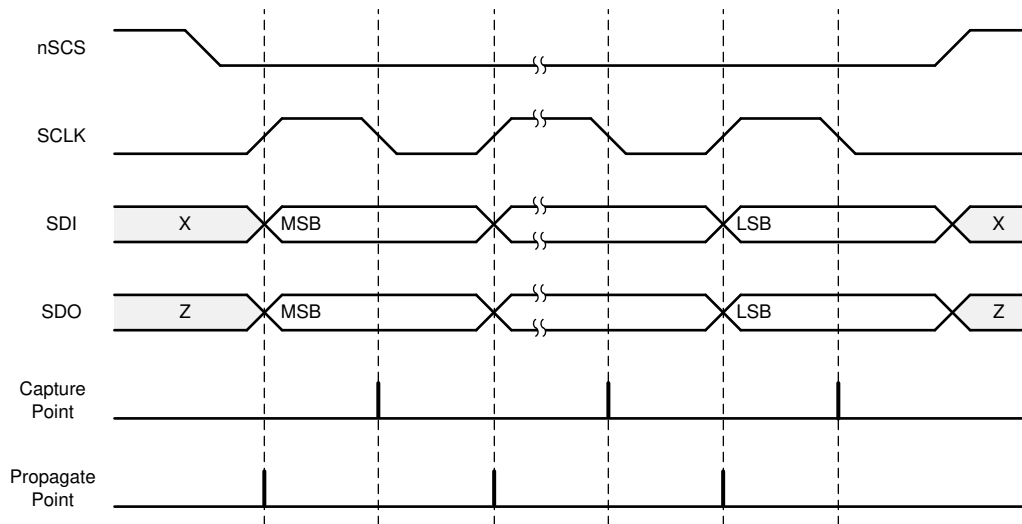 nSCS
SCLK
SDI X MSB LSB X
SDO Z MSB LSB Z
Capture
Point
Propagate
Point